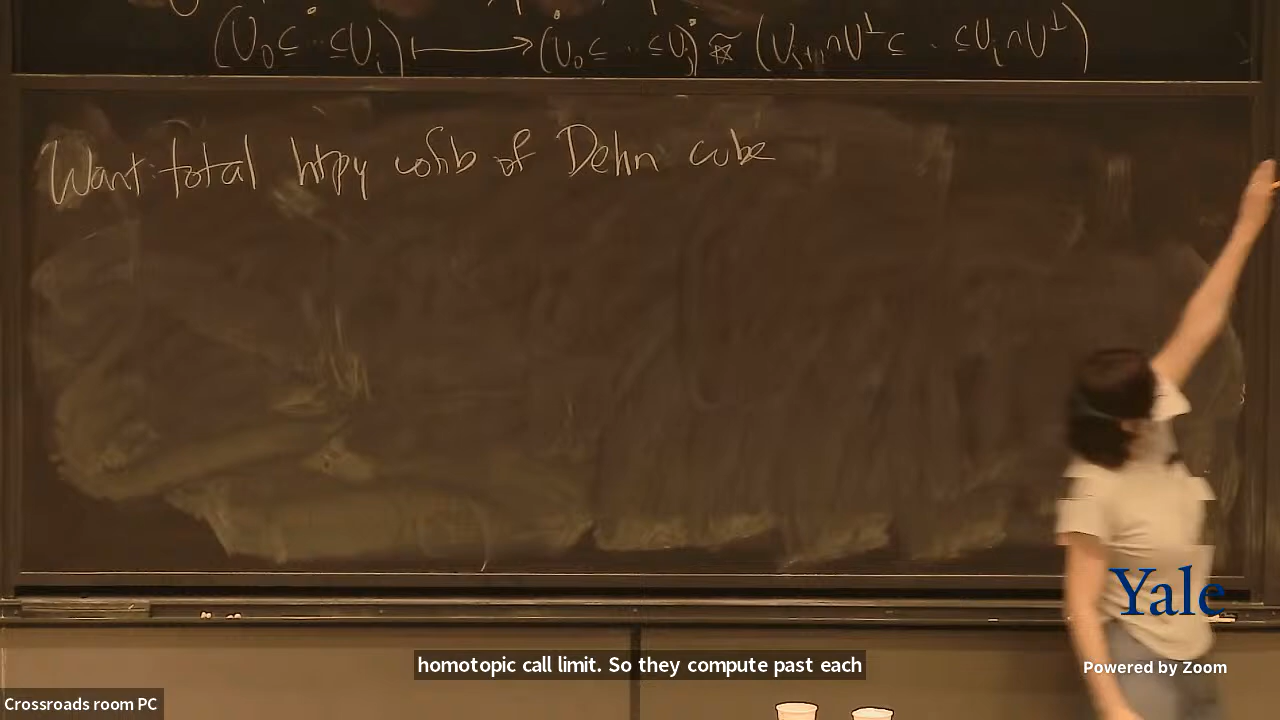 (U₀ ⊆ ·· ⊆ Uᵢ) ⟼ (U₀ ⊆ ·· ⊆ Uⱼ) ⊛̃ (Uⱼ₊₁∩U^⊥ ⊆ · ⊆Uᵢ∩U^⊥)
Want total htpy cofib of Dehn cube
Yale
homotopic call limit. So they compute past each
Powered by Zoom
Crossroads room PC